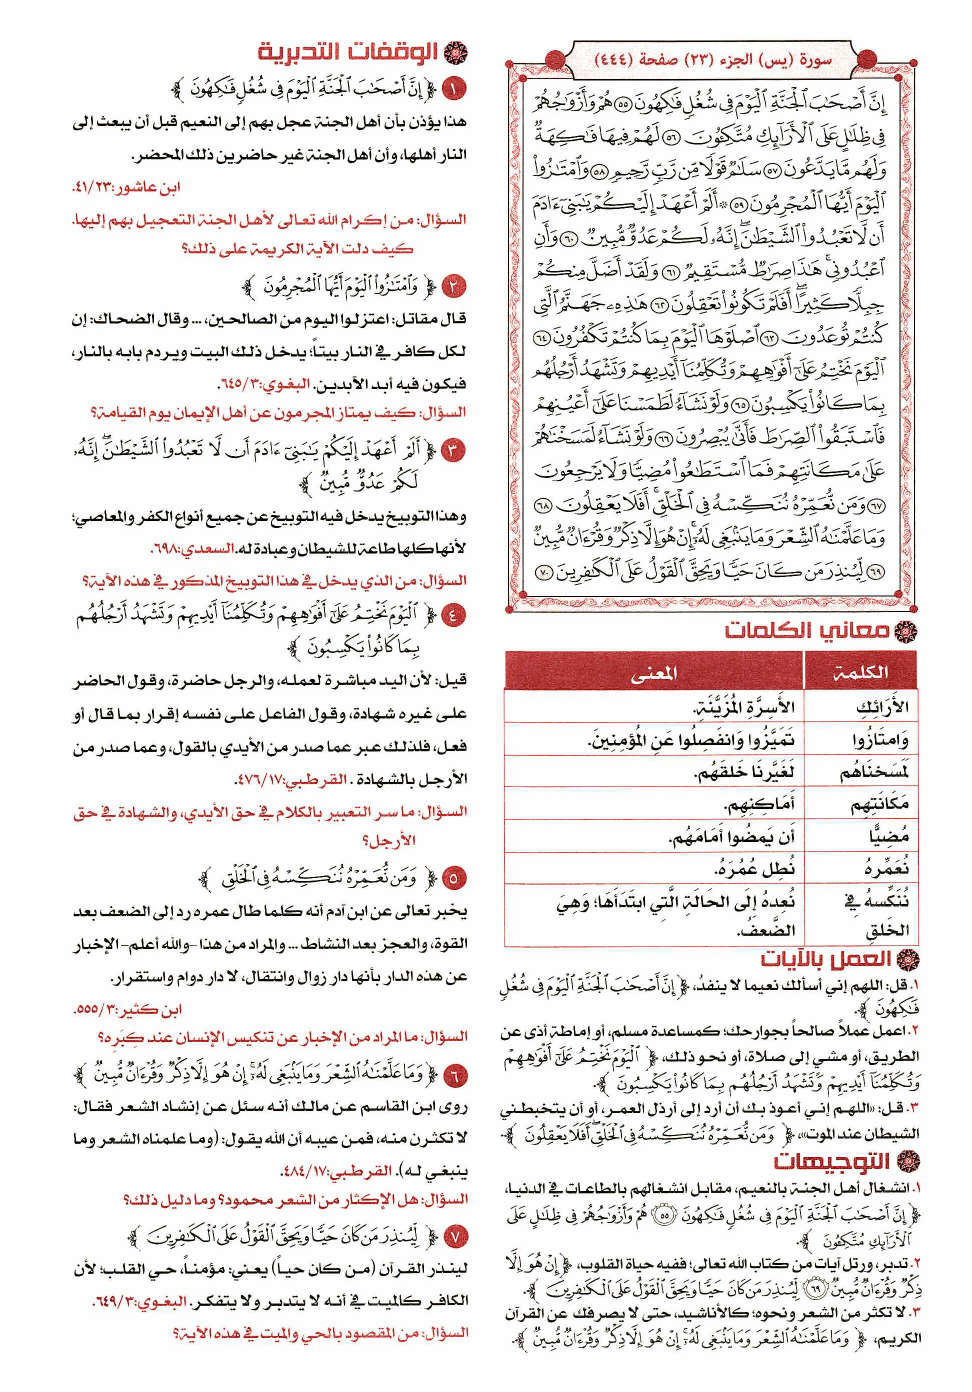 سورة (يس) الجزء (٢٣) صفحة (٤٤٤)
إِنَّ أَصْحَٰبَ ٱلْجَنَّةِ ٱلْيَوْمَ فِى شُغُلٍ فَٰكِهُونَ ٥٥ هُمْ وَأَزْوَٰجُهُمْ
فِى ظِلَٰلٍ عَلَى ٱلْأَرَآئِكِ مُتَّكِـُٔونَ ٥٦ لَهُمْ فِيهَا فَٰكِهَةٌ
وَلَهُم مَّا يَدَّعُونَ ٥٧ سَلَٰمٌ قَوْلًا مِّن رَّبٍّ رَّحِيمٍ ٥٨ وَٱمْتَٰزُوا۟
ٱلْيَوْمَ أَيُّهَا ٱلْمُجْرِمُونَ ٥٩ ۞ أَلَمْ أَعْهَدْ إِلَيْكُمْ يَٰبَنِىٓ ءَادَمَ
أَن لَّا تَعْبُدُوا۟ ٱلشَّيْطَٰنَ ۖ إِنَّهُۥ لَكُمْ عَدُوٌّ مُّبِينٌ ٦٠ وَأَنِ
ٱعْبُدُونِى ۚ هَٰذَا صِرَٰطٌ مُّسْتَقِيمٌ ٦١ وَلَقَدْ أَضَلَّ مِنكُمْ
جِبِلًّا كَثِيرًا ۖ أَفَلَمْ تَكُونُوا۟ تَعْقِلُونَ ٦٢ هَٰذِهِۦ جَهَنَّمُ ٱلَّتِى
كُنتُمْ تُوعَدُونَ ٦٣ ٱصْلَوْهَا ٱلْيَوْمَ بِمَا كُنتُمْ تَكْفُرُونَ ٦٤
ٱلْيَوْمَ نَخْتِمُ عَلَىٰٓ أَفْوَٰهِهِمْ وَتُكَلِّمُنَآ أَيْدِيهِمْ وَتَشْهَدُ أَرْجُلُهُم
بِمَا كَانُوا۟ يَكْسِبُونَ ٦٥ وَلَوْ نَشَآءُ لَطَمَسْنَا عَلَىٰٓ أَعْيُنِهِمْ
فَٱسْتَبَقُوا۟ ٱلصِّرَٰطَ فَأَنَّىٰ يُبْصِرُونَ ٦٦ وَلَوْ نَشَآءُ لَمَسَخْنَٰهُمْ
عَلَىٰ مَكَانَتِهِمْ فَمَا ٱسْتَطَٰعُوا۟ مُضِيًّا وَلَا يَرْجِعُونَ
٦٧ وَمَن نُّعَمِّرْهُ نُنَكِّسْهُ فِى ٱلْخَلْقِ ۖ أَفَلَا يَعْقِلُونَ ٦٨
وَمَا عَلَّمْنَٰهُ ٱلشِّعْرَ وَمَا يَنۢبَغِى لَهُۥٓ ۚ إِنْ هُوَ إِلَّا ذِكْرٌ وَقُرْءَانٌ مُّبِينٌ
٦٩ لِّيُنذِرَ مَن كَانَ حَيًّا وَيَحِقَّ ٱلْقَوْلُ عَلَى ٱلْكَٰفِرِينَ ٧٠
معاني الكلمات
الكلمة المعنى
الأَرَائِكِ الأَسِرَّةِ المُزَيَّنَةِ.
وَامتَازُوا تَمَيَّزُوا وَانفَصِلُوا عَنِ المُؤمِنِينَ.
لَمَسَخنَاهُم لَغَيَّرنَا خَلقَهُم.
مَكَانَتِهِم أَمَاكِنِهِم.
مُضِيًّا أَن يَمضُوا أَمَامَهُم.
نُعَمِّرهُ نُطِل عُمُرَهُ.
نُنَكِّسهُ فِي نُعِدهُ إِلَى الحَالَةِ الَّتِي ابتَدَأَهَا؛ وَهِيَ
الخَلقِ الضَّعفُ.
العمل بالآيات
١. قل: اللهم إني أسألك نعيما لا ينفدُ، ﴿ إِنَّ أَصْحَٰبَ ٱلْجَنَّةِ ٱلْيَوْمَ فِى شُغُلٍ
فَٰكِهُونَ ﴾.
٢. اعمل عملاً صالحاً بجوارحك؛ كمساعدة مسلم، أو إماطة أذى عن
الطريق، أو مشي إلى صلاة، أو نحو ذلك، ﴿ ٱلْيَوْمَ نَخْتِمُ عَلَىٰٓ أَفْوَٰهِهِمْ
وَتُكَلِّمُنَآ أَيْدِيهِمْ وَتَشْهَدُ أَرْجُلُهُم بِمَا كَانُوا۟ يَكْسِبُونَ ﴾.
٣. قل: «اللهم إني أعوذ بك أن أرد إلى أرذل العمر، أو أن يتخبطني
الشيطان عند الموت»، ﴿ وَمَن نُّعَمِّرْهُ نُنَكِّسْهُ فِى ٱلْخَلْقِ ۖ أَفَلَا يَعْقِلُونَ ﴾.
التوجيهات
١. انشغال أهل الجنة بالنعيم، مقابل انشغالهم بالطاعات في الدنيا،
﴿ إِنَّ أَصْحَٰبَ ٱلْجَنَّةِ ٱلْيَوْمَ فِى شُغُلٍ فَٰكِهُونَ ٥٥ هُمْ وَأَزْوَٰجُهُمْ فِى ظِلَٰلٍ عَلَى
ٱلْأَرَآئِكِ مُتَّكِـُٔونَ ﴾.
٢. تدبر، ورتل آيات من كتاب الله تعالى؛ ففيه حياة القلوب، ﴿ إِنْ هُوَ إِلَّا
ذِكْرٌ وَقُرْءَانٌ مُّبِينٌ ٦٩ لِّيُنذِرَ مَن كَانَ حَيًّا وَيَحِقَّ ٱلْقَوْلُ عَلَى ٱلْكَٰفِرِينَ ﴾.
٣. لا تكثر من الشعر ونحوه؛ كالأناشيد، حتى لا يصرفك عن القرآن
الكريم، ﴿ وَمَا عَلَّمْنَٰهُ ٱلشِّعْرَ وَمَا يَنۢبَغِى لَهُۥٓ ۚ إِنْ هُوَ إِلَّا ذِكْرٌ وَقُرْءَانٌ مُّبِينٌ ﴾.
الوقفات التدبرية
١ ﴿ إِنَّ أَصْحَٰبَ ٱلْجَنَّةِ ٱلْيَوْمَ فِى شُغُلٍ فَٰكِهُونَ ﴾
هذا يؤذن بأن أهل الجنة عجل بهم إلى النعيم قبل أن يبعث إلى
النار أهلها، وأن أهل الجنة غير حاضرين ذلك المحضر.
ابن عاشور:٤١/٢٣.
السؤال: من إكرام الله تعالى لأهل الجنة التعجيل بهم إليها،
كيف دلت الآية الكريمة على ذلك؟
٢ ﴿ وَٱمْتَٰزُوا۟ ٱلْيَوْمَ أَيُّهَا ٱلْمُجْرِمُونَ ﴾
قال مقاتل: اعتزلوا اليوم من الصالحين، ... وقال الضحاك: إن
لكل كافر في النار بيتاً؛ يدخل ذلك البيت ويردم بابه بالنار،
فيكون فيه أبد الآبدين. البغوي:٦٤٥/٣.
السؤال: كيف يمتاز المجرمون عن أهل الإيمان يوم القيامة؟
٣ ﴿ أَلَمْ أَعْهَدْ إِلَيْكُمْ يَٰبَنِىٓ ءَادَمَ أَن لَّا تَعْبُدُوا۟ ٱلشَّيْطَٰنَ ۖ إِنَّهُۥ
لَكُمْ عَدُوٌّ مُّبِينٌ ﴾
وهذا التوبيخ يدخل فيه التوبيخ عن جميع أنواع الكفر والمعاصي؛
لأنها كلها طاعة للشيطان وعبادة له. السعدي:٦٩٨.
السؤال: من الذي يدخل في هذا التوبيخ المذكور في هذه الآية؟
٤ ﴿ ٱلْيَوْمَ نَخْتِمُ عَلَىٰٓ أَفْوَٰهِهِمْ وَتُكَلِّمُنَآ أَيْدِيهِمْ وَتَشْهَدُ أَرْجُلُهُم
بِمَا كَانُوا۟ يَكْسِبُونَ ﴾
قيل: لأن اليد مباشرة لعمله، والرجل حاضرة، وقول الحاضر
على غيره شهادة، وقول الفاعل على نفسه إقرار بما قال أو
فعل، فلذلك عبر عما صدر من الأيدي بالقول، وعما صدر من
الأرجل بالشهادة . القرطبي:٤٧٦/١٧.
السؤال: ما سر التعبير بالكلام في حق الأيدي، والشهادة في حق
الأرجل؟
٥ ﴿ وَمَن نُّعَمِّرْهُ نُنَكِّسْهُ فِى ٱلْخَلْقِ ﴾
يخبر تعالى عن ابن آدم أنه كلما طال عمره رد إلى الضعف بعد
القوة، والعجز بعد النشاط ... والمراد من هذا -والله أعلم- الإخبار
عن هذه الدار بأنها دار زوال وانتقال، لا دار دوام واستقرار.
ابن كثير:٥٥٥/٣.
السؤال: ما المراد من الإخبار عن تنكيس الإنسان عند كِبَرِه؟
٦ ﴿ وَمَا عَلَّمْنَٰهُ ٱلشِّعْرَ وَمَا يَنۢبَغِى لَهُۥٓ ۚ إِنْ هُوَ إِلَّا ذِكْرٌ وَقُرْءَانٌ مُّبِينٌ ﴾
روى ابن القاسم عن مالك أنه سئل عن إنشاد الشعر فقال:
لا تكثرن منه، فمن عيبه أن الله يقول: (وما علمناه الشعر وما
ينبغي له). القرطبي:٤٨٤/١٧.
السؤال: هل الإكثار من الشعر محمود؟ وما دليل ذلك؟
٧ ﴿ لِّيُنذِرَ مَن كَانَ حَيًّا وَيَحِقَّ ٱلْقَوْلُ عَلَى ٱلْكَٰفِرِينَ ﴾
لينذر القرآن (من كان حياً) يعني: مؤمناً، حي القلب؛ لأن
الكافر كالميت في أنه لا يتدبر ولا يتفكر. البغوي:٦٤٩/٣.
السؤال: من المقصود بالحي والميت في هذه الآية؟